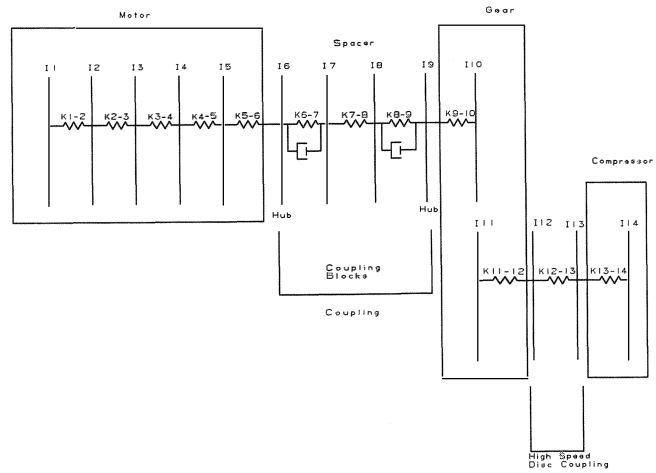 Motor
Gear
Spacer
I1
I2
I3
I4
I5
I6
I7
I8
I9
I10
K1-2
K2-3
K3-4
K4-5
K5-6
K6-7
K7-8
K8-9
K9-10
Compressor
Hub
Hub
I11
I12
I13
I14
Coupling
Blocks
K11-12
K12-13
K13-14
Coupling
High Speed
Disc Coupling